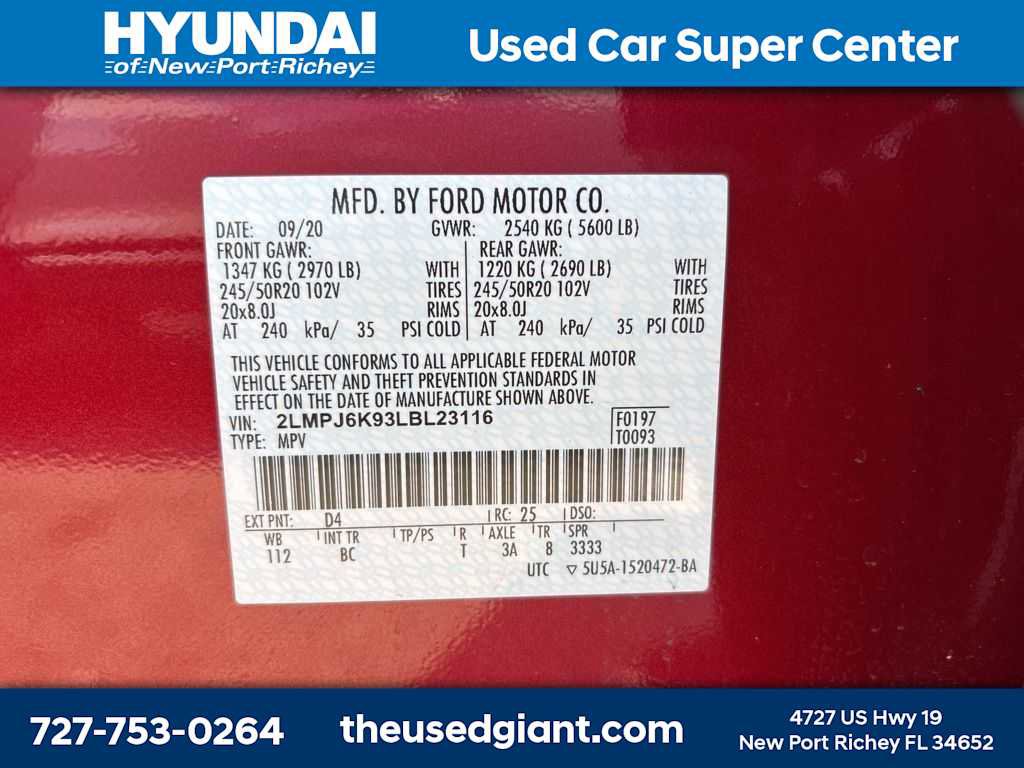 HYUNDAI
of New Port Richey
Used Car Super Center
MFD. BY FORD MOTOR CO.
DATE: 09/20 GVWR: 2540 KG ( 5600 LB)
FRONT GAWR: REAR GAWR:
1347 KG ( 2970 LB) WITH 1220 KG ( 2690 LB) WITH
245/50R20 102V TIRES 245/50R20 102V TIRES
20x8.0J RIMS 20x8.0J RIMS
AT 240 kPa/ 35 PSI COLD AT 240 kPa/ 35 PSI COLD
THIS VEHICLE CONFORMS TO ALL APPLICABLE FEDERAL MOTOR
VEHICLE SAFETY AND THEFT PREVENTION STANDARDS IN
EFFECT ON THE DATE OF MANUFACTURE SHOWN ABOVE.
VIN: 2LMPJ6K93LBL23116 F0197
TYPE: MPV T0093
EXT PNT: D4 RC: 25 DSO:
WB INT TR TP/PS R AXLE TR SPR
112 BC T 3A 8 3333
UTC ▽ 5U5A-1520472-BA
727-753-0264
theusedgiant.com
4727 US Hwy 19
New Port Richey FL 34652